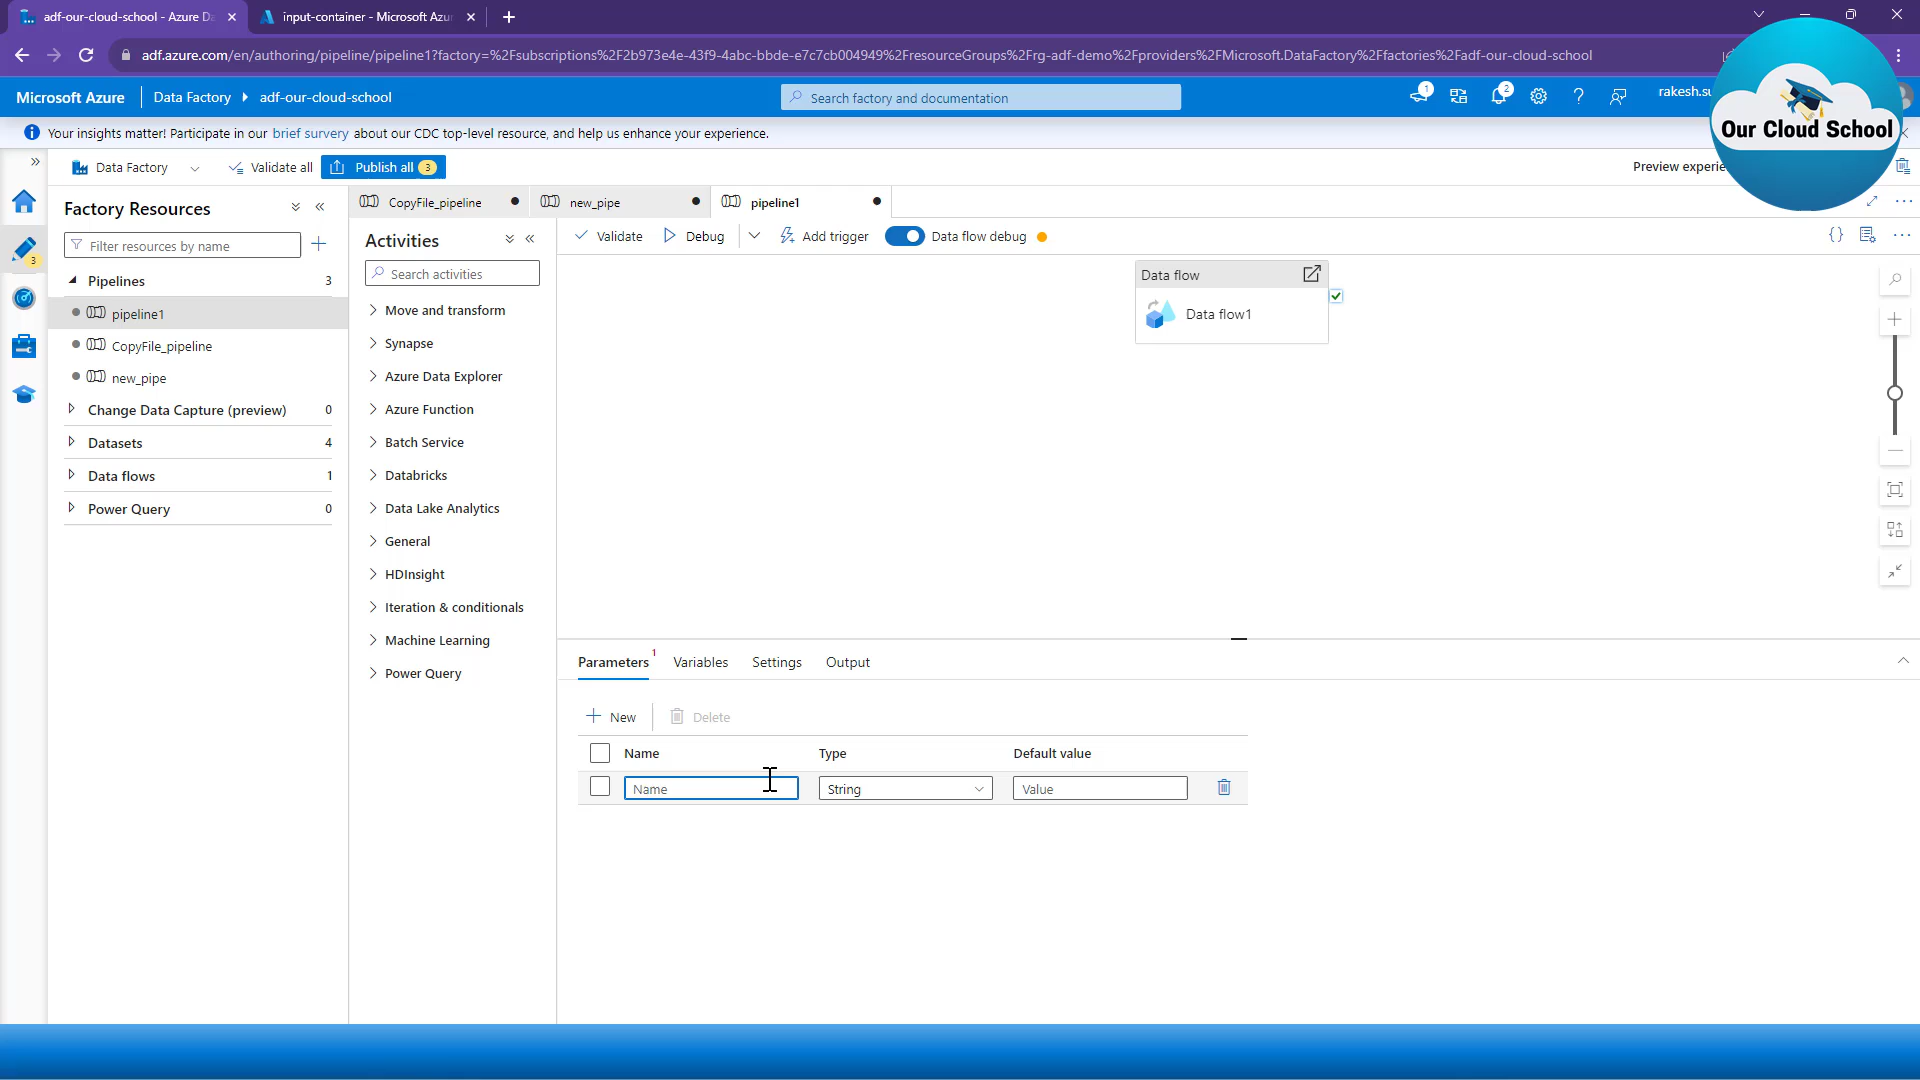 adf-our-cloud-school - Azure Da
input-container - Microsoft Azur
adf.azure.com/en/authoring/pipeline/pipeline1?factory=%2Fsubscriptions%2F2b973e4e-43f9-4abc-bbde-e7c7cb004949%2FresourceGroups%2Frg-adf-demo%2Fproviders%2FMicrosoft.DataFactory%2Ffactories%2Fadf-our-cloud-school
Microsoft Azure
Data Factory
adf-our-cloud-school
Search factory and documentation
1
2
rakesh.su
Our Cloud School
Your insights matter! Participate in our brief survey about our CDC top-level resource, and help us enhance your experience.
Data Factory
Validate all
Publish all 3
Preview experie
Factory Resources
CopyFile_pipeline
new_pipe
pipeline1
Filter resources by name
Activities
Validate
Debug
Add trigger
Data flow debug
3
Search activities
Pipelines 3
pipeline1
CopyFile_pipeline
new_pipe
Change Data Capture (preview) 0
Datasets 4
Data flows 1
Power Query 0
Move and transform
Synapse
Azure Data Explorer
Azure Function
Batch Service
Databricks
Data Lake Analytics
General
HDInsight
Iteration & conditionals
Machine Learning
Power Query
Data flow
Data flow1
Parameters 1
Variables
Settings
Output
New
Delete
Name Type Default value
Name String Value